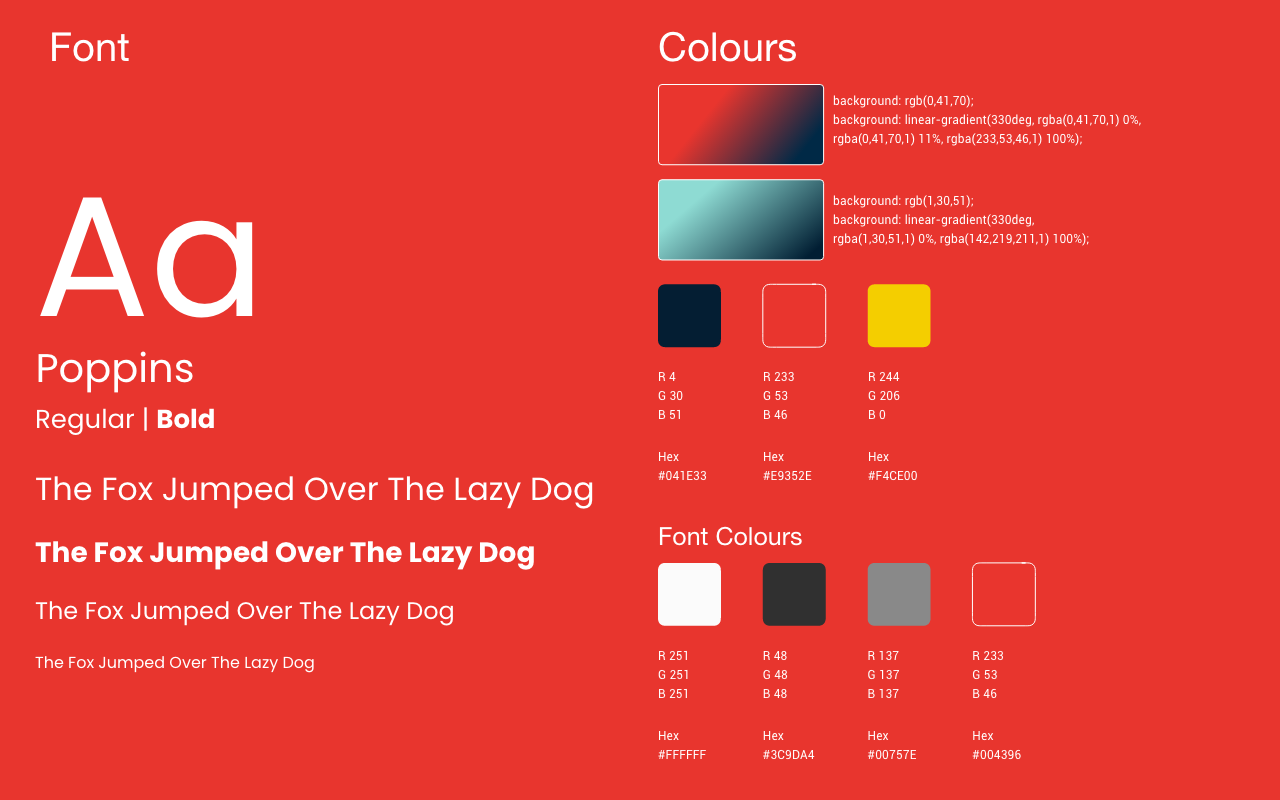 Font
Aa
Poppins
Regular | Bold
The Fox Jumped Over The Lazy Dog
The Fox Jumped Over The Lazy Dog
The Fox Jumped Over The Lazy Dog
The Fox Jumped Over The Lazy Dog
Colours
background: rgb(0,41,70);
background: linear-gradient(330deg, rgba(0,41,70,1) 0%,
rgba(0,41,70,1) 11%, rgba(233,53,46,1) 100%);
background: rgb(1,30,51);
background: linear-gradient(330deg,
rgba(1,30,51,1) 0%, rgba(142,219,211,1) 100%);
R 4
G 30
B 51
Hex
#041E33
R 233
G 53
B 46
Hex
#E9352E
R 244
G 206
B 0
Hex
#F4CE00
Font Colours
R 251
G 251
B 251
Hex
#FFFFFF
R 48
G 48
B 48
Hex
#3C9DA4
R 137
G 137
B 137
Hex
#00757E
R 233
G 53
B 46
Hex
#004396